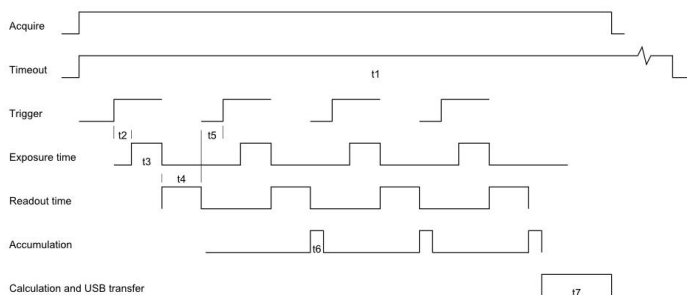 Acquire
Timeout
t1
Trigger
t2
t5
Exposure time
t3
t4
Readout time
Accumulation
t6
Calculation and USB transfer
t7